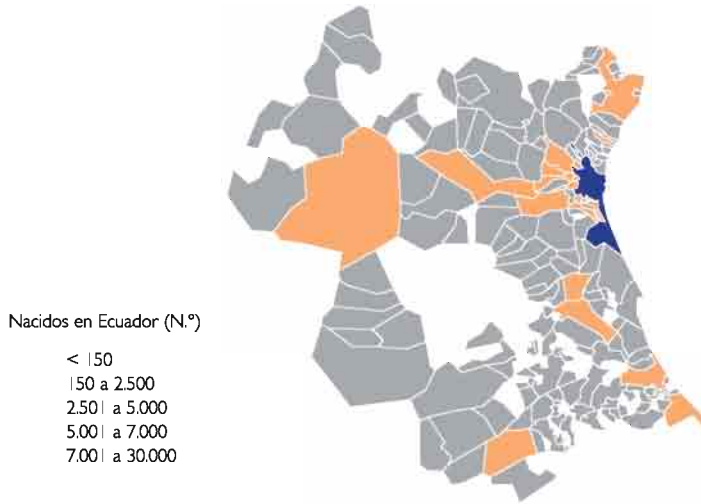 Nacidos en Ecuador (N.º)
< 150
150 a 2.500
2.501 a 5.000
5.001 a 7.000
7.001 a 30.000